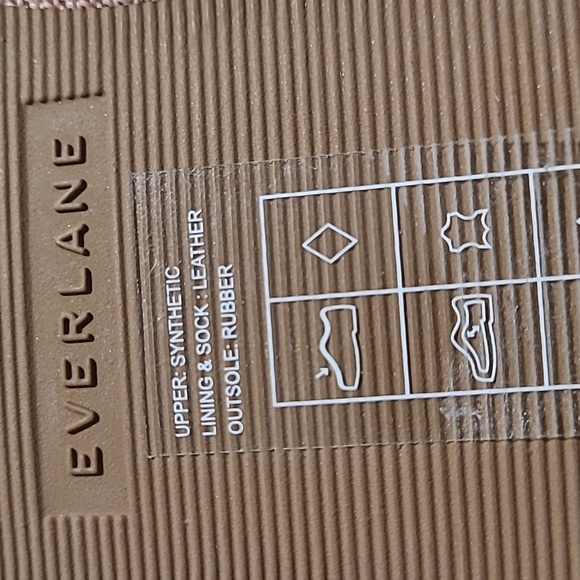 EVERLANE
UPPER: SYNTHETIC
LINING & SOCK : LEATHER
OUTSOLE: RUBBER